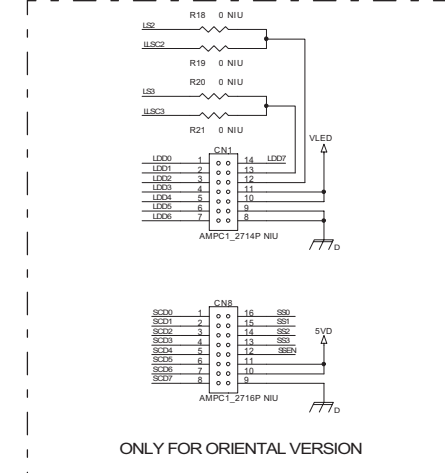 R18 0 NIU
LS2
LLSC2
R19 0 NIU
R20 0 NIU
LS3
LLSC3
R21 0 NIU
VLED
CN1
LDD0 1 14 LDD7
LDD1 2 13
LDD2 3 12
LDD3 4 11
LDD4 5 10
LDD5 6 9
LDD6 7 8
AMPC1_2714P NIU
D
CN8
SCD0 1 16 SS0
SCD1 2 15 SS1
SCD2 3 14 SS2
SCD3 4 13 SS3
SCD4 5 12 SSEN
SCD5 6 11
SCD6 7 10
SCD7 8 9
5VD
AMPC1_2716P NIU
D
ONLY FOR ORIENTAL VERSION